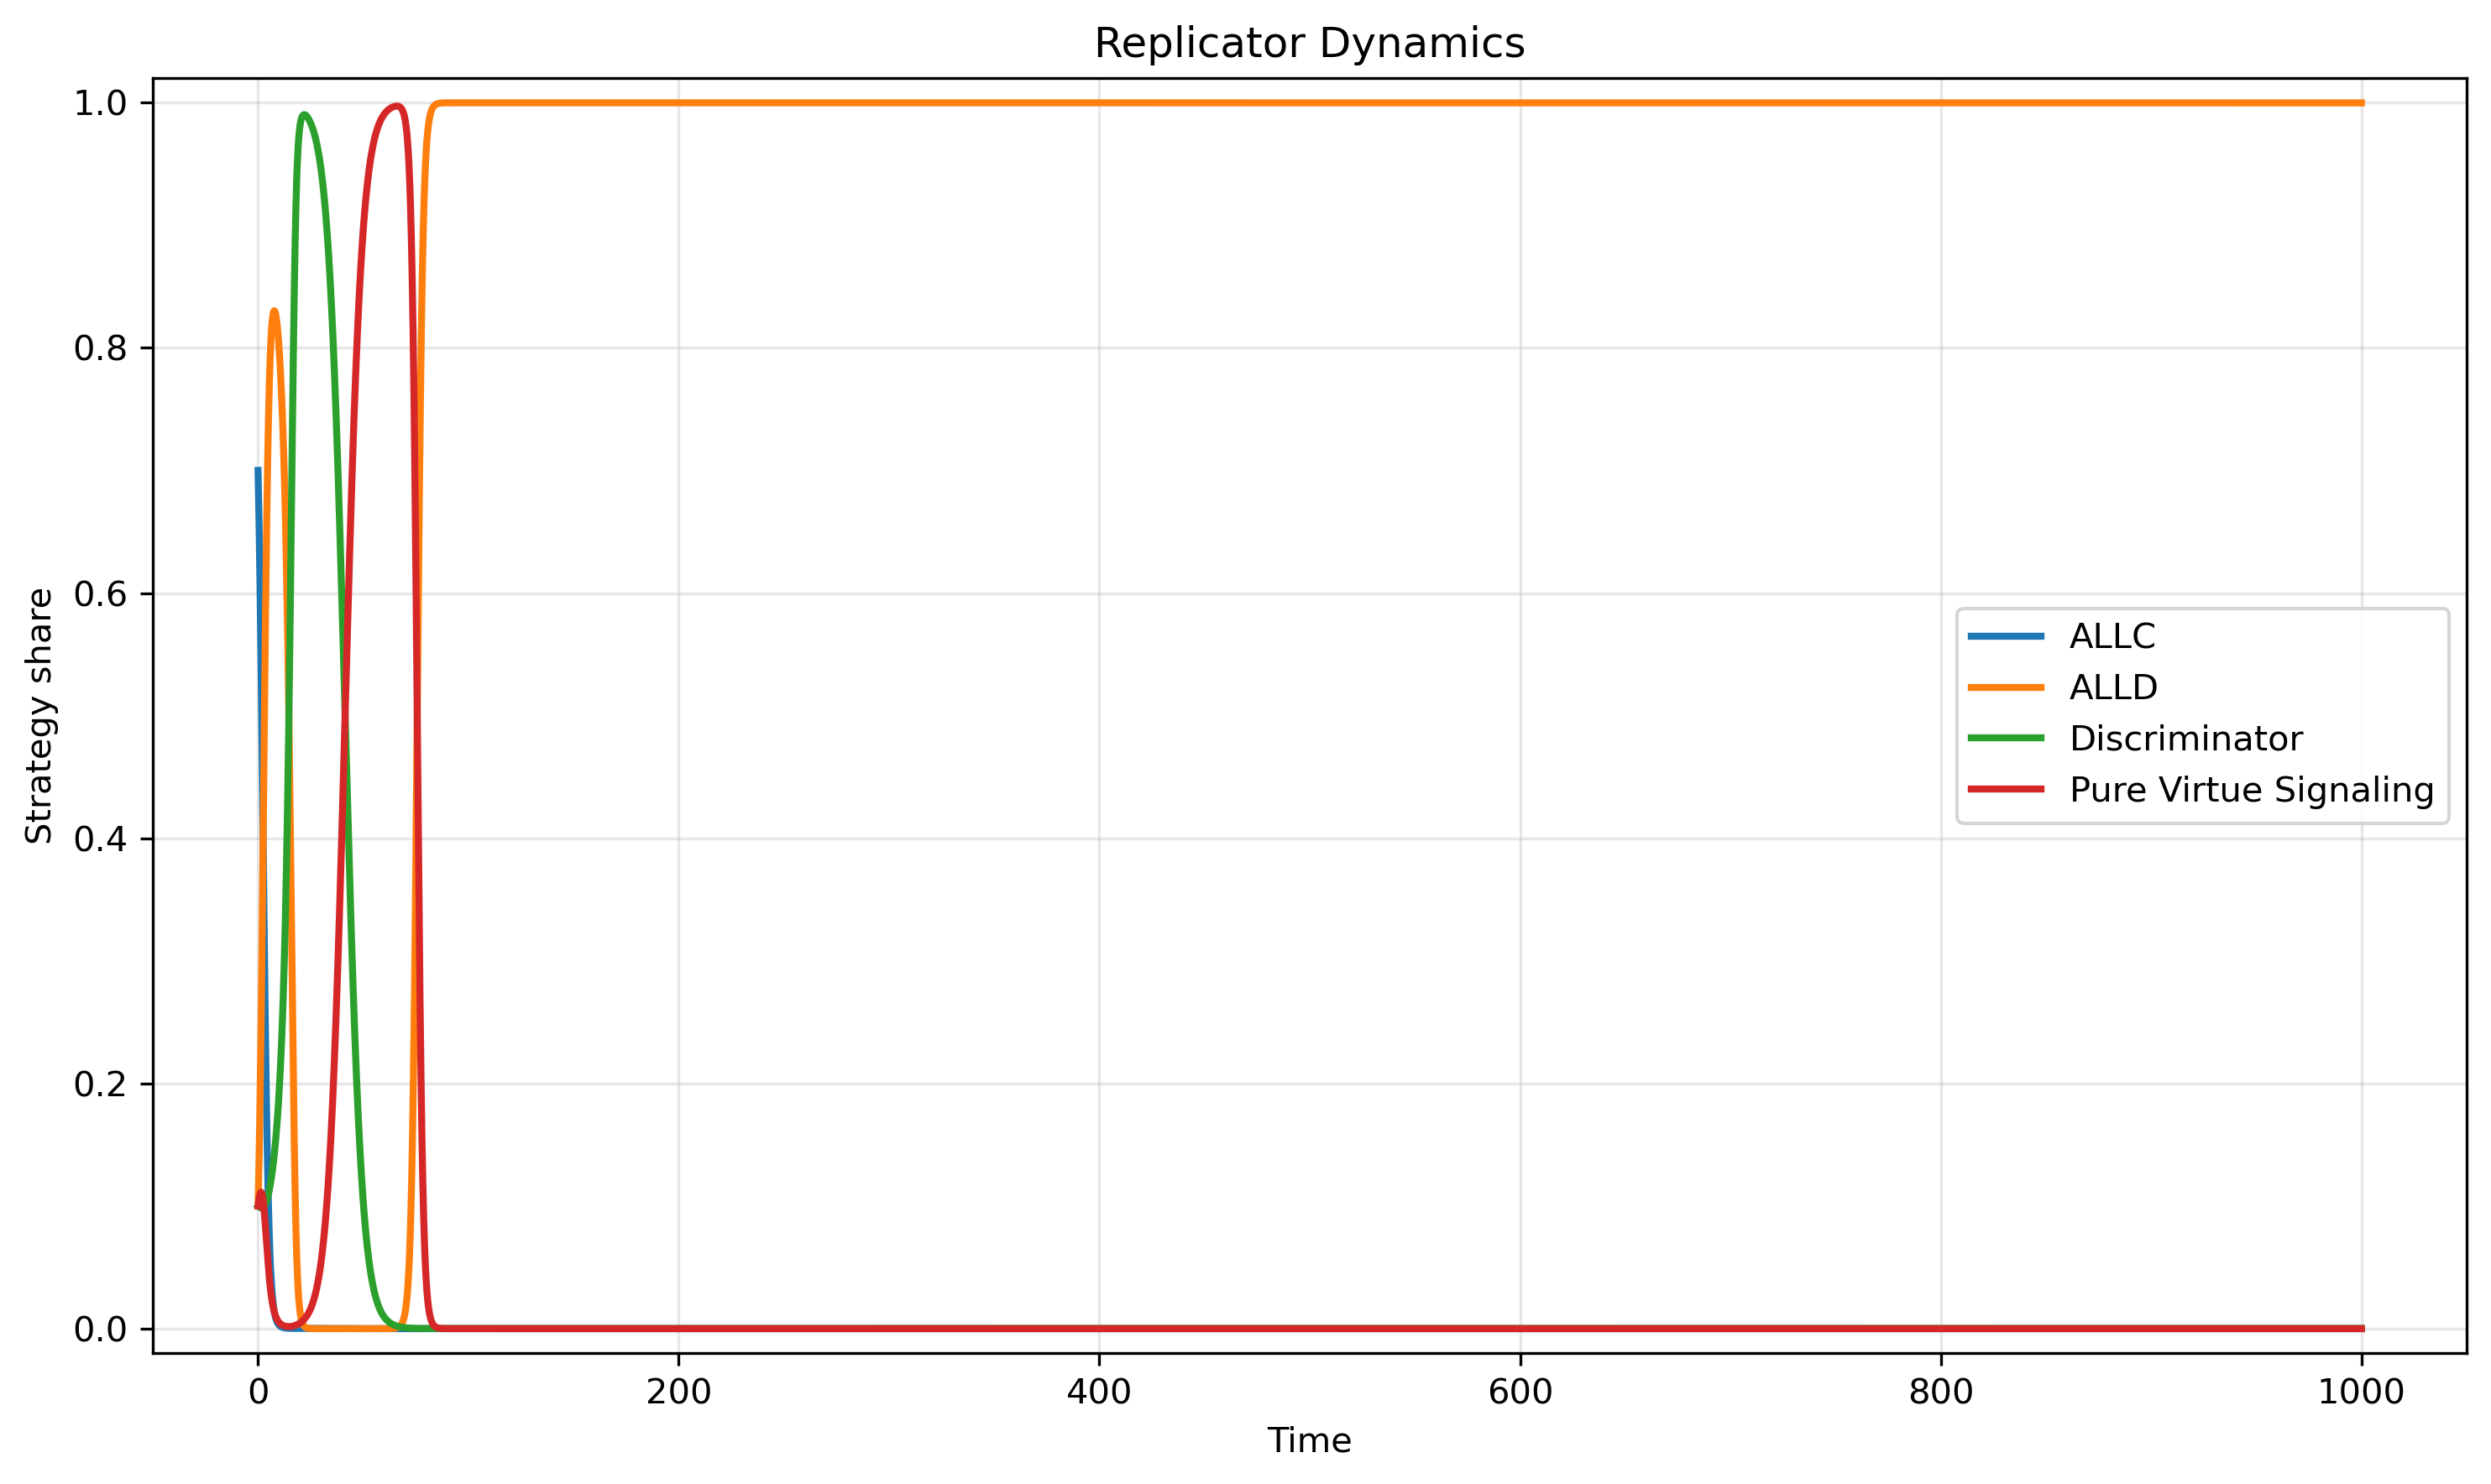 Replicator Dynamics
1.0
0.8
0.6
0.4
0.2
0.0
Strategy share
ALLC
ALLD
Discriminator
Pure Virtue Signaling
0 200 400 600 800 1000
Time